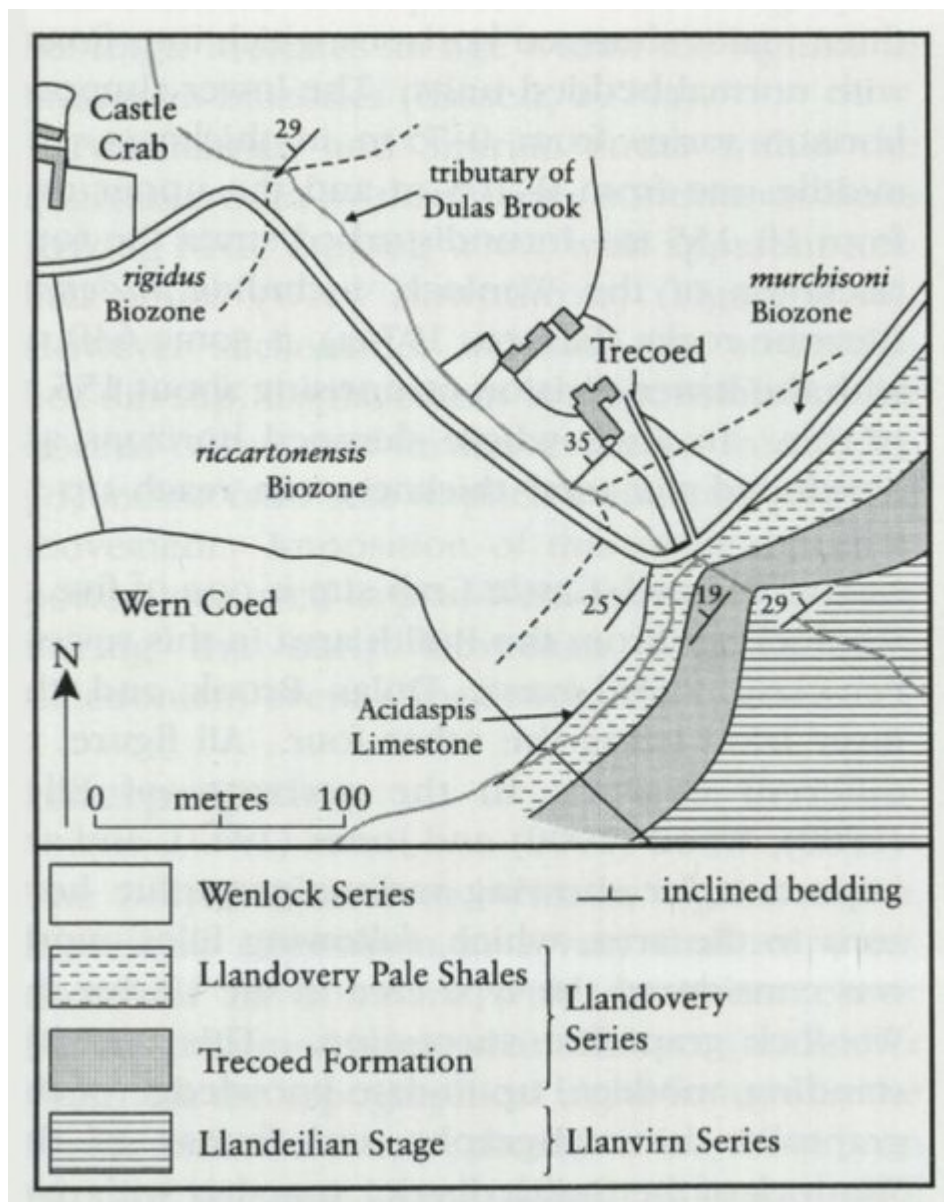 Castle
Crab
29
tributary of
Dulas Brook
rigidus
Biozone
murchisoni
Biozone
Trecoed
35
riccartonensis
Biozone
Wern Coed
25
19
29
N
Acidaspis
Limestone
0 metres 100
Wenlock Series
inclined bedding
Llandovery Pale Shales
Llandovery
Series
Trecoed Formation
Llandeilian Stage
Llanvirn Series